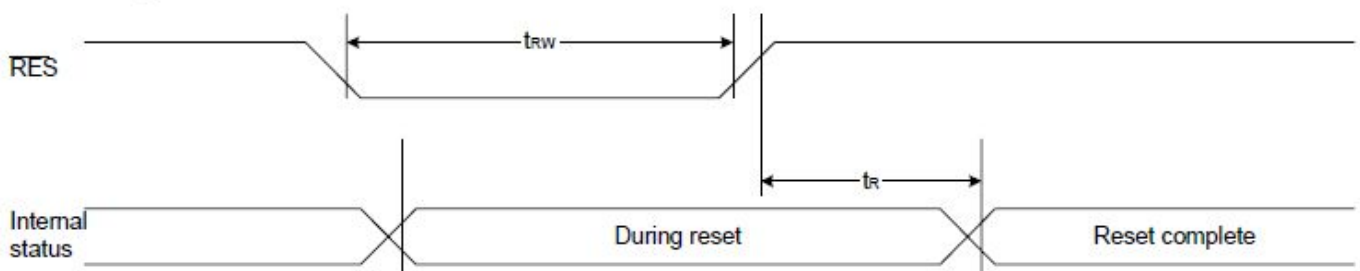 tRW
RES
tR
Internal
status
During reset
Reset complete